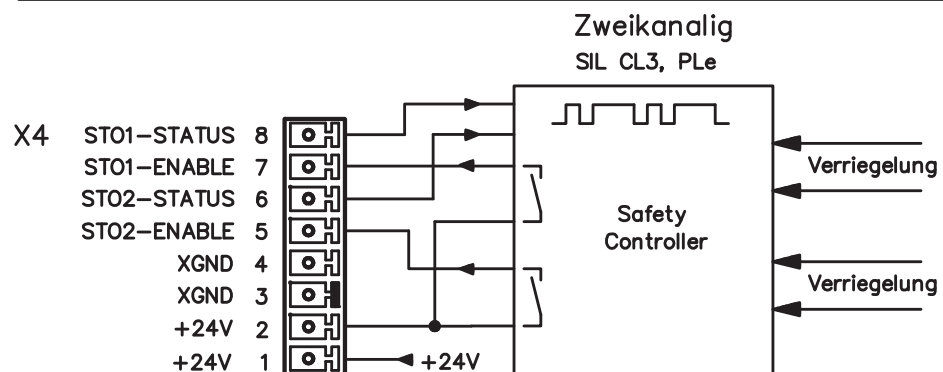 Zweikanalig
SIL CL3, PLe
X4
STO1-STATUS 8
STO1-ENABLE 7
STO2-STATUS 6
STO2-ENABLE 5
XGND 4
XGND 3
+24V 2
+24V 1
+24V
Safety
Controller
Verriegelung
Verriegelung